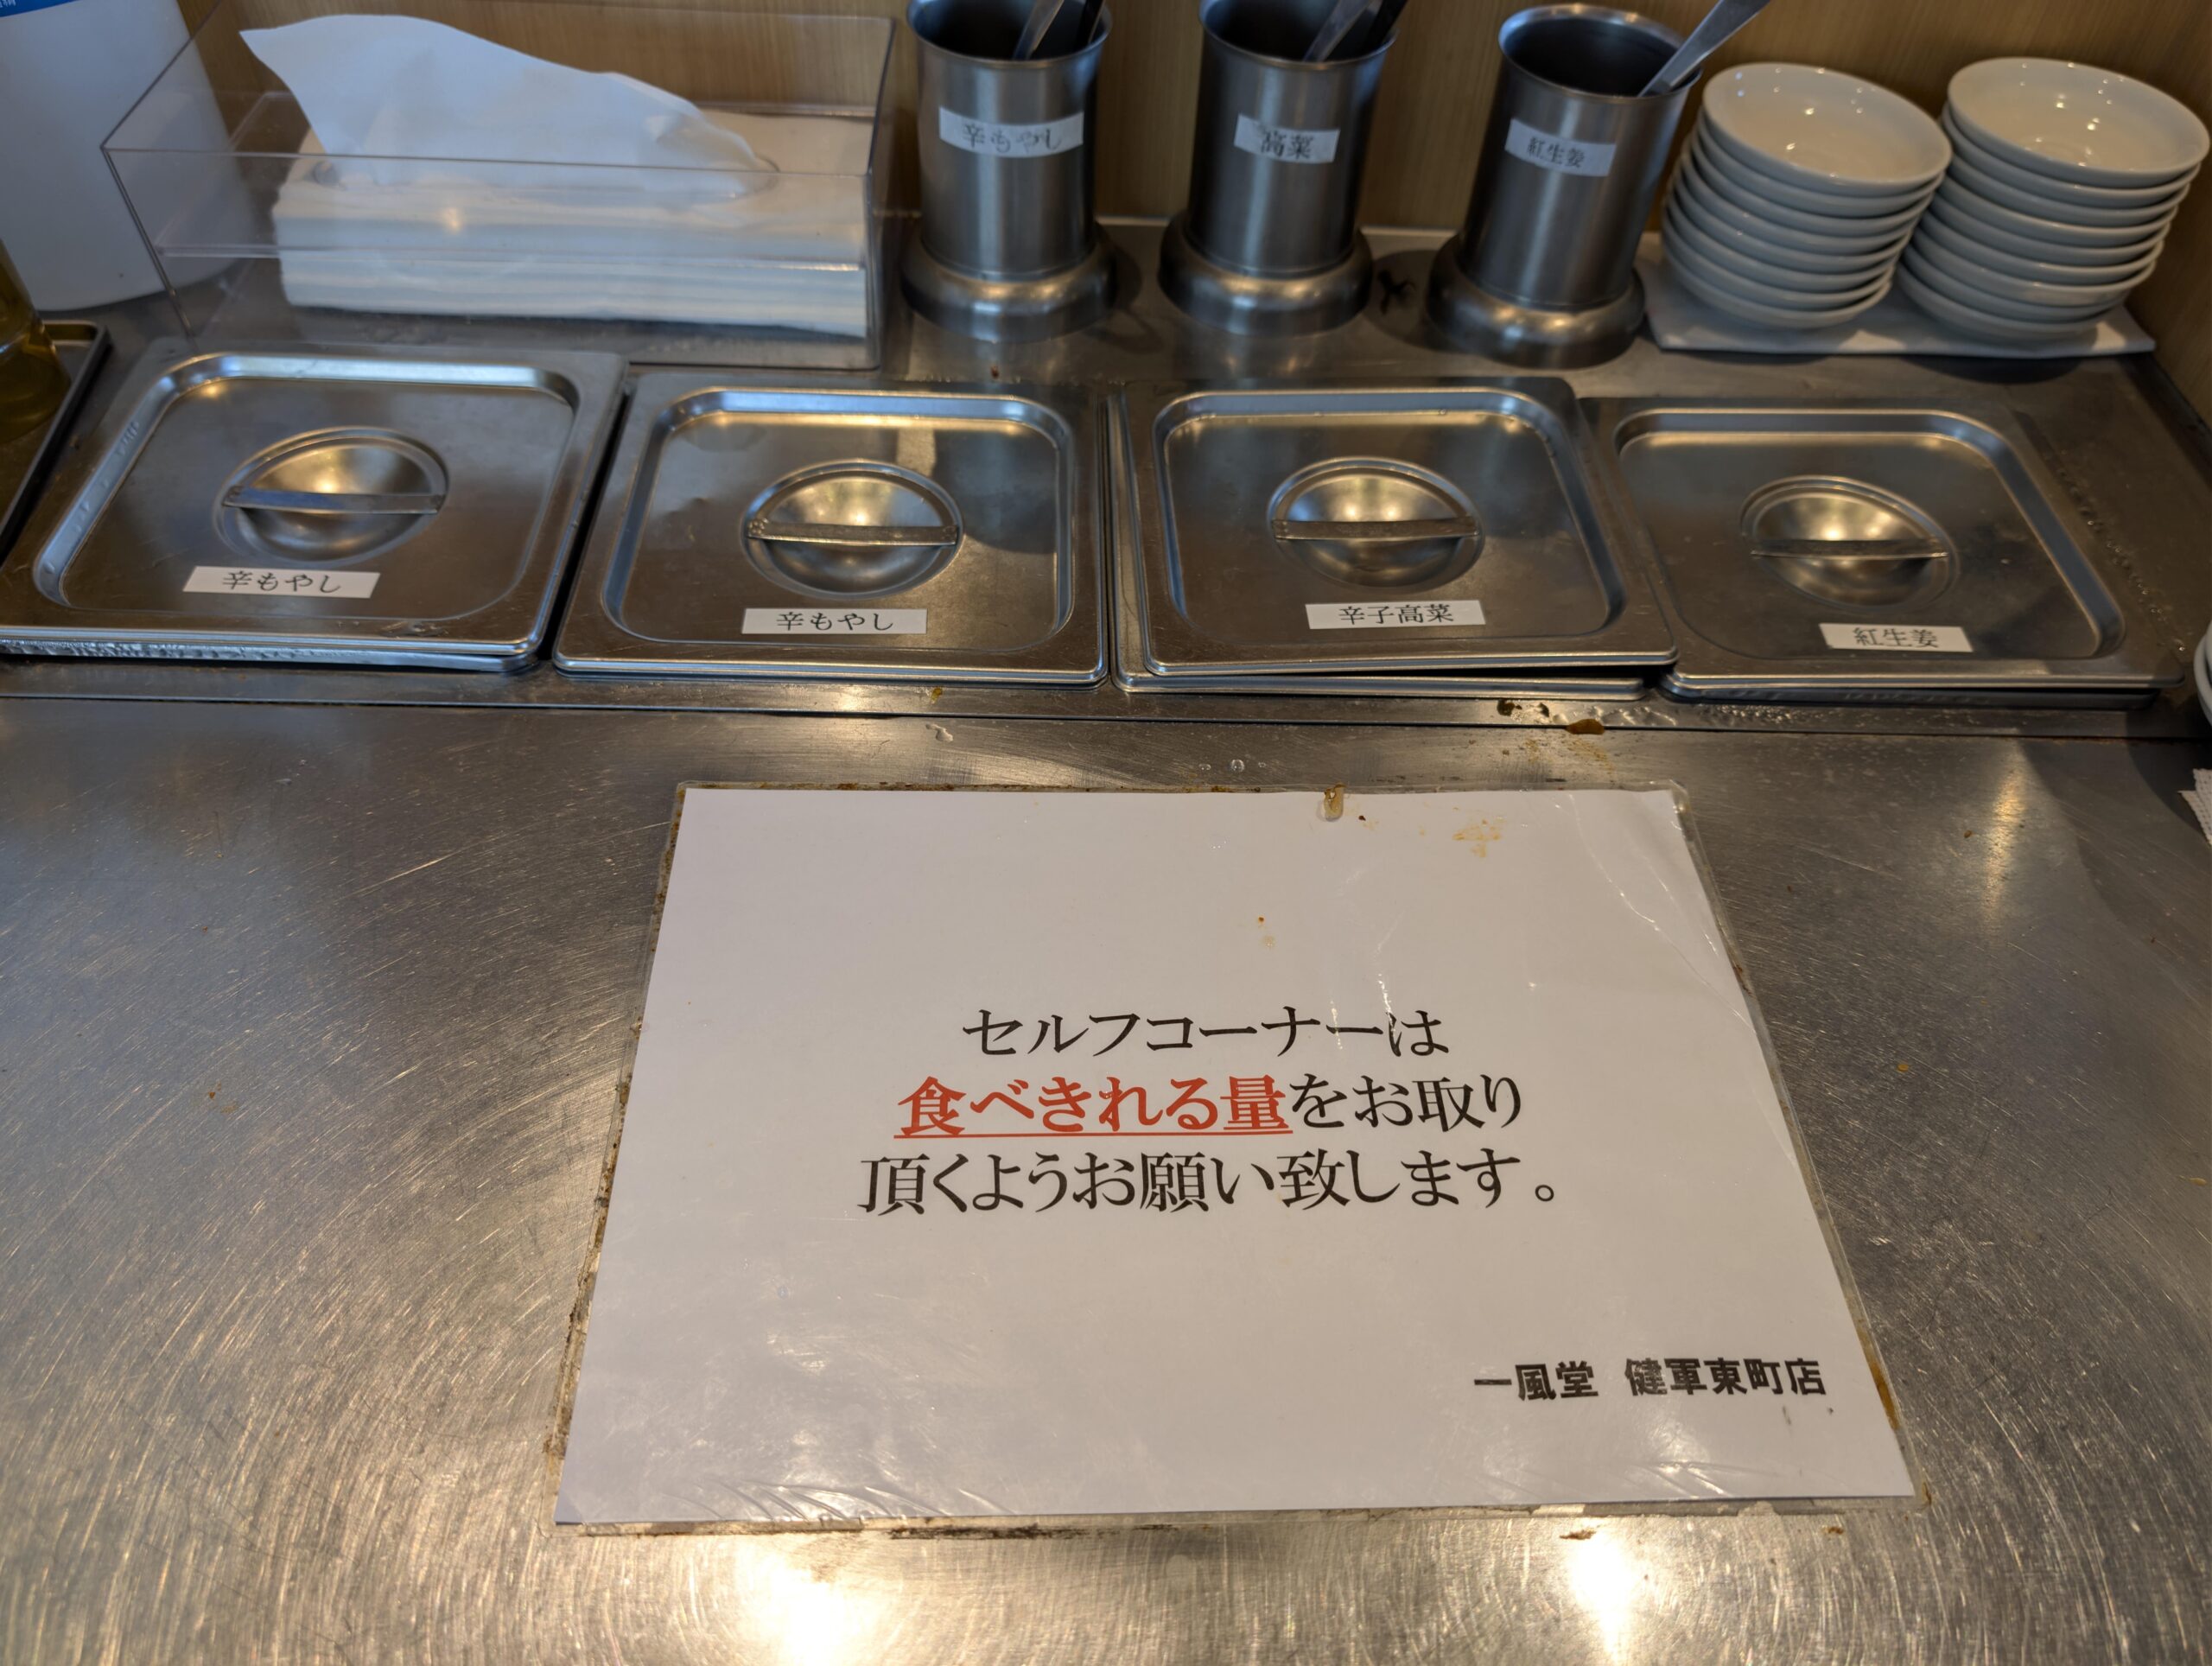 辛もやし
高菜
紅生姜
辛もやし
辛もやし
辛子高菜
紅生姜
セルフコーナーは
食べきれる量をお取り
頂くようお願い致します。
一風堂 健軍東町店